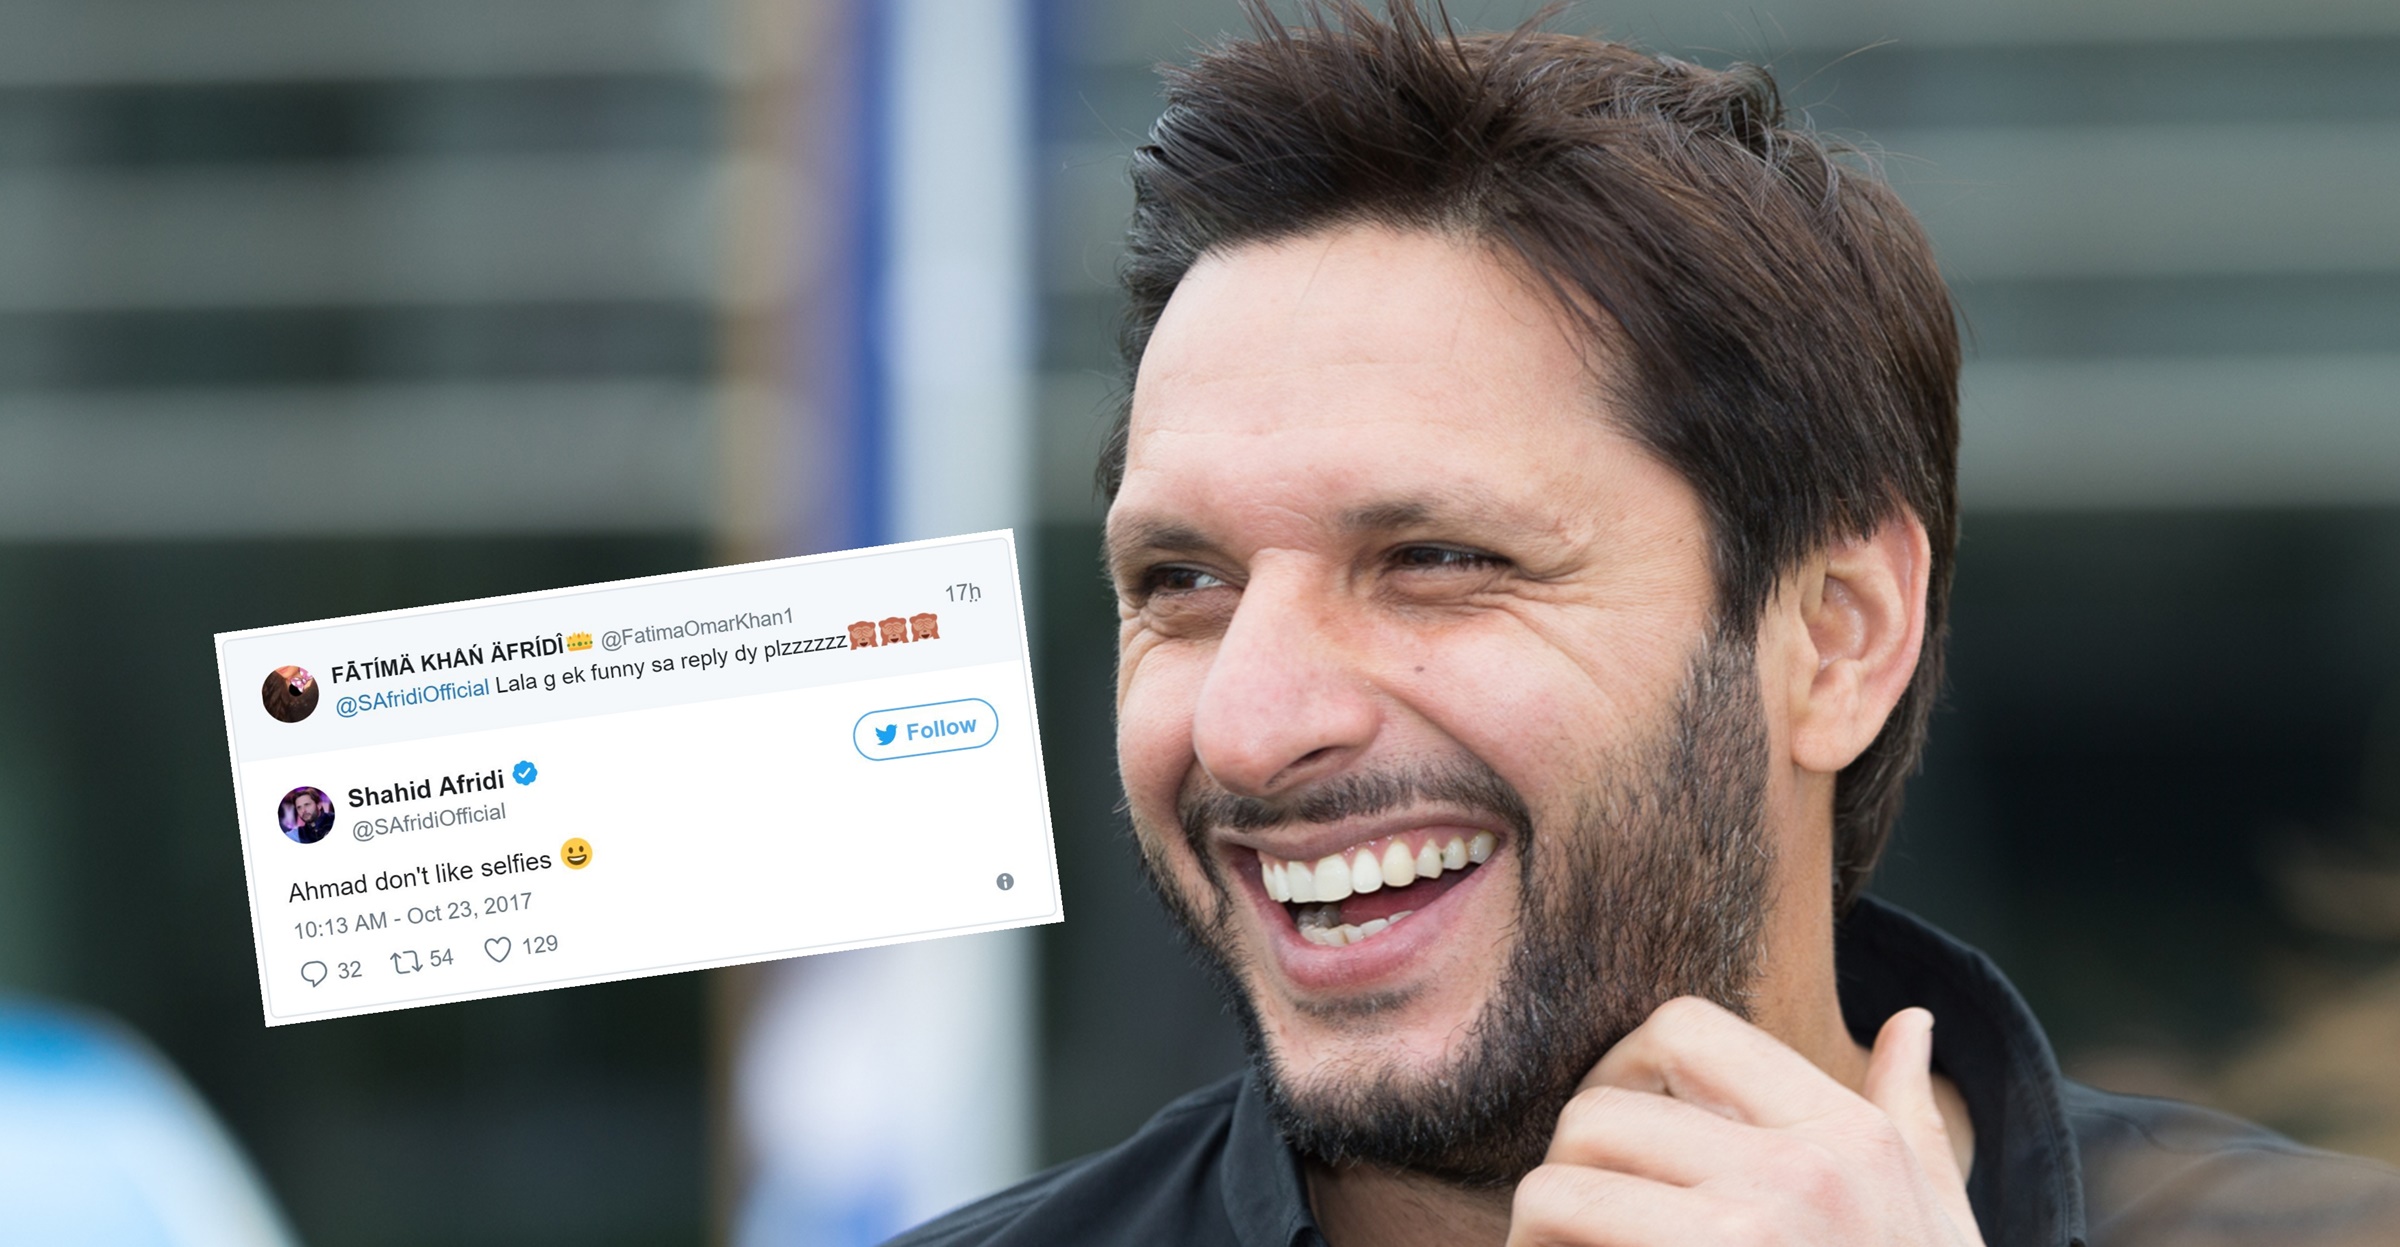 FĀTÍMÄ KHÅŃ ÄFRÍDÎ👑 @FatimaOmarKhan1 17h
@SAfridiOfficial Lala g ek funny sa reply dy plzzzzzz🙈🙈🙈
Follow
Shahid Afridi
@SAfridiOfficial
Ahmad don't like selfies 😀
10:13 AM - Oct 23, 2017
32 54 129